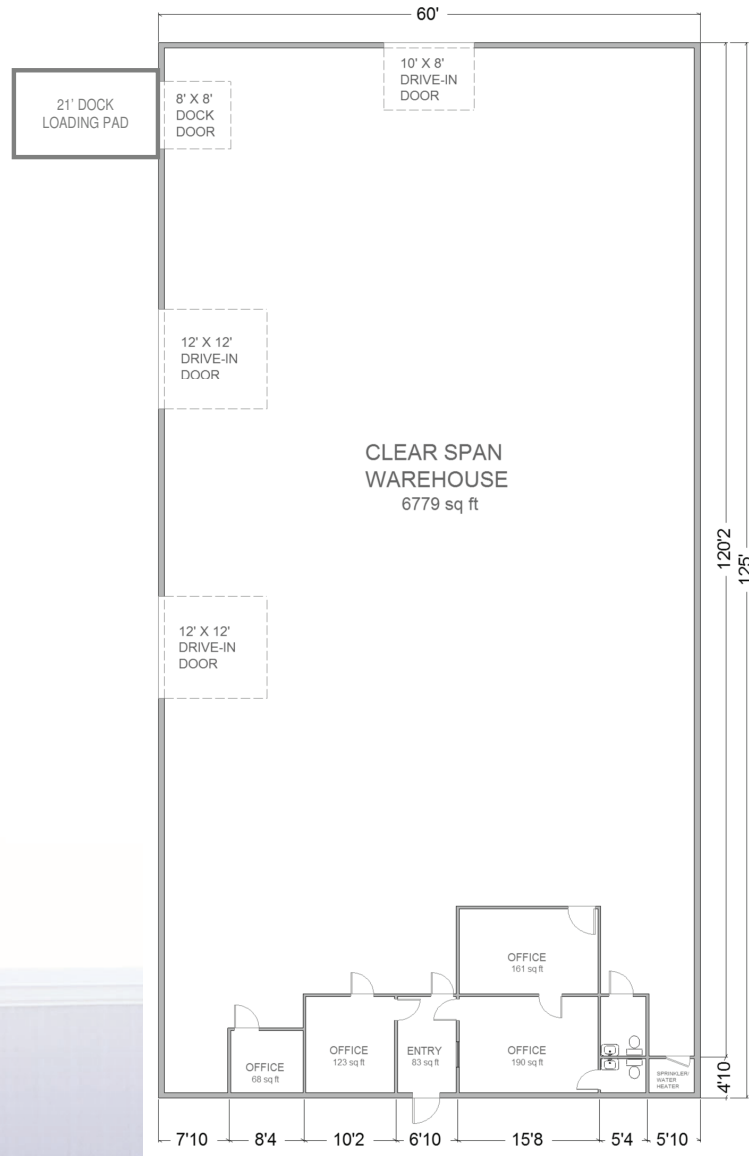 60'
10' X 8'
DRIVE-IN
DOOR
21' DOCK
LOADING PAD
8' X 8'
DOCK
DOOR
12' X 12'
DRIVE-IN
DOOR
CLEAR SPAN
WAREHOUSE
6779 sq ft
120'2
125'
12' X 12'
DRIVE-IN
DOOR
OFFICE
161 sq ft
OFFICE
68 sq ft
OFFICE
123 sq ft
ENTRY
83 sq ft
OFFICE
190 sq ft
SPRINKLER/
WATER
HEATER
4'10
7'10 8'4 10'2 6'10 15'8 5'4 5'10